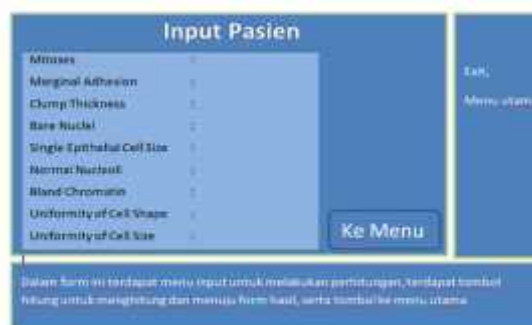 Input Pasien
Mitoses :
Marginal Adhesion :
Clump Thickness :
Bare Nuclei :
Single Epithelial Cell Size :
Normal Nucleoli :
Bland Chromatin :
Uniformity of Cell Shape :
Uniformity of Cell Size :
Ke Menu
Exit,
Menu utama
Dalam form ini terdapat menu input untuk melakukan perhitungan, terdapat tombol
hitung untuk menghitung dan menuju form hasil, serta tombol ke menu utama